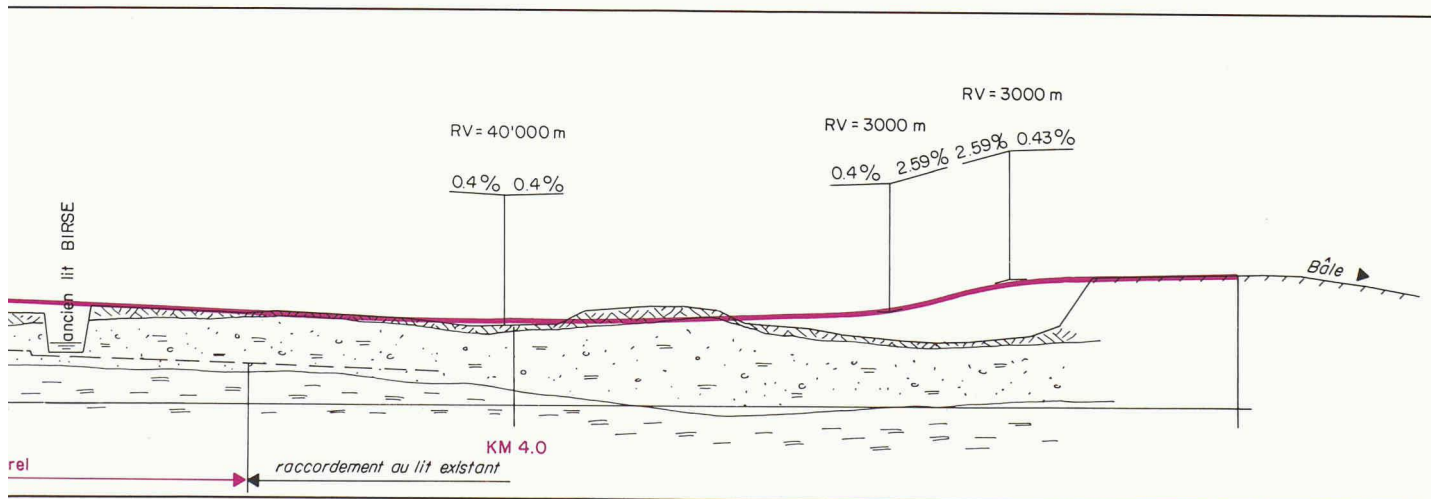 RV = 3000 m
RV = 40'000 m
RV = 3000 m
0.4% 0.4%
0.4% 2.59% 2.59% 0.43%
ancien lit BIRSE
Bâle
KM 4.0
rel
raccordement au lit existant